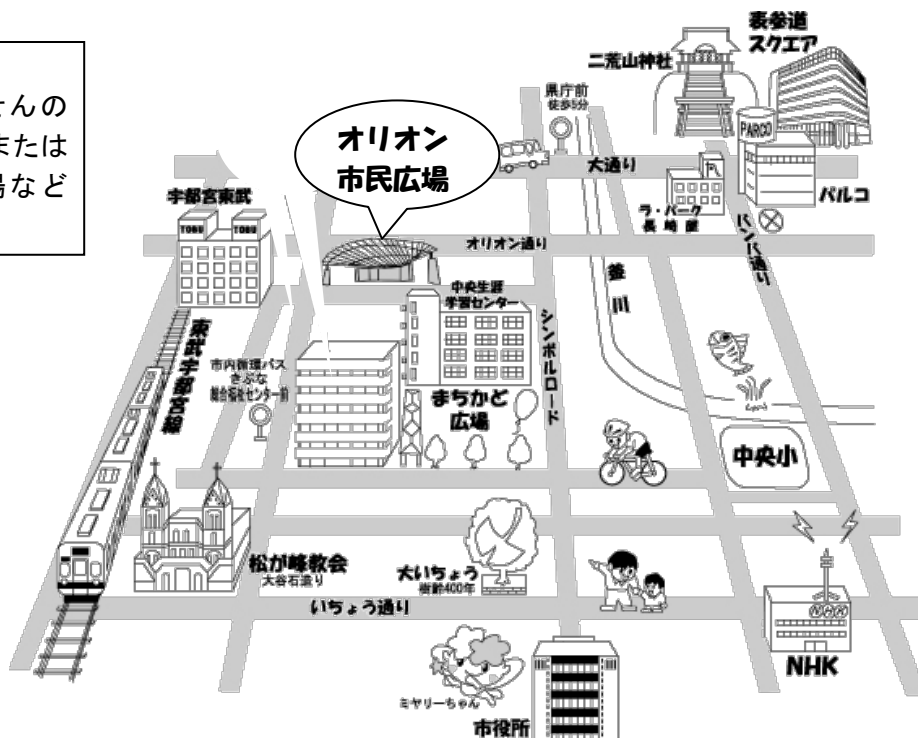 せんの
または
場など
表参道
スクエア
二荒山神社
県庁前
徒歩5分
オリオン
市民広場
PARCO
大通り
パルコ
宇都宮東武
TOBU TOBU
ラ・パーク
長崎屋
バンバ通り
オリオン通り
釜川
中央生涯
学習センター
シンボルロード
東武宇都宮線
市内循環バス
きぶな
総合福祉センター前
まちかど
広場
中央小
松が峰教会
大谷石造り
大いちょう
樹齢400年
いちょう通り
NHK
NHK
ミヤリーちゃん
市役所